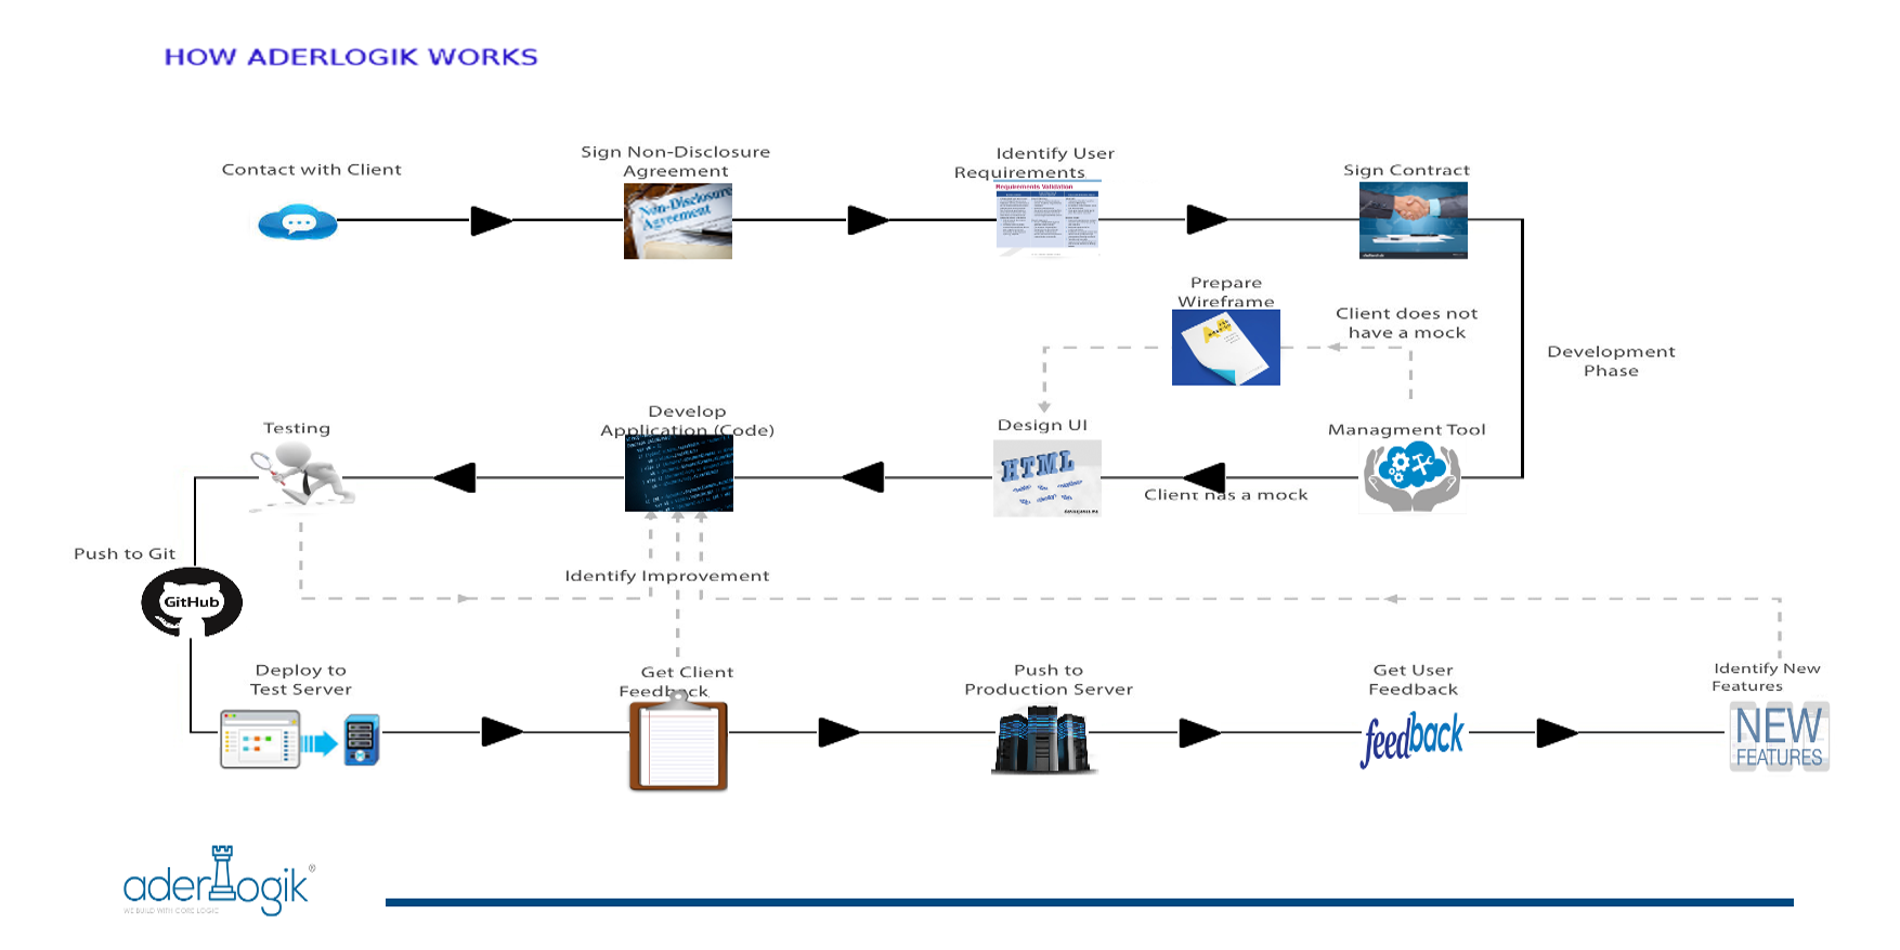 HOW ADERLOGIK WORKS
Contact with Client
Sign Non-Disclosure
Agreement
Identify User
Requirements
Sign Contract
Non-Disclosure
Agreement
Requirements Validation
Prepare
Wireframe
Client does not
have a mock
Development
Phase
Testing
Develop
Application (Code)
Design UI
Managment Tool
HTML
Client has a mock
Push to Git
GitHub
Identify Improvement
Deploy to
Test Server
Get Client
Feedback
Push to
Production Server
Get User
Feedback
Identify New
Features
feedback
NEW
FEATURES
aderlogik®
WE BUILD WITH CORE LOGIC